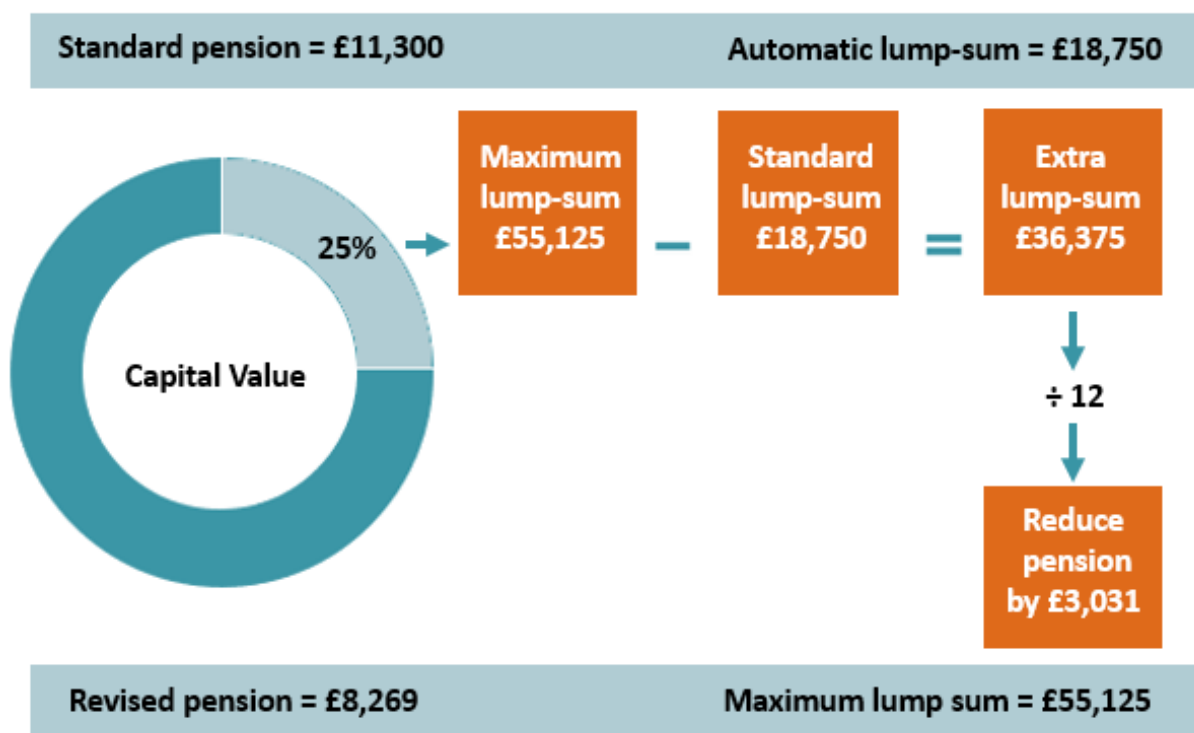 Standard pension = £11,300
Automatic lump-sum = £18,750
Maximum
lump-sum
£55,125
–
Standard
lump-sum
£18,750
=
Extra
lump-sum
£36,375
25%
Capital Value
÷ 12
Reduce
pension
by £3,031
Revised pension = £8,269
Maximum lump sum = £55,125